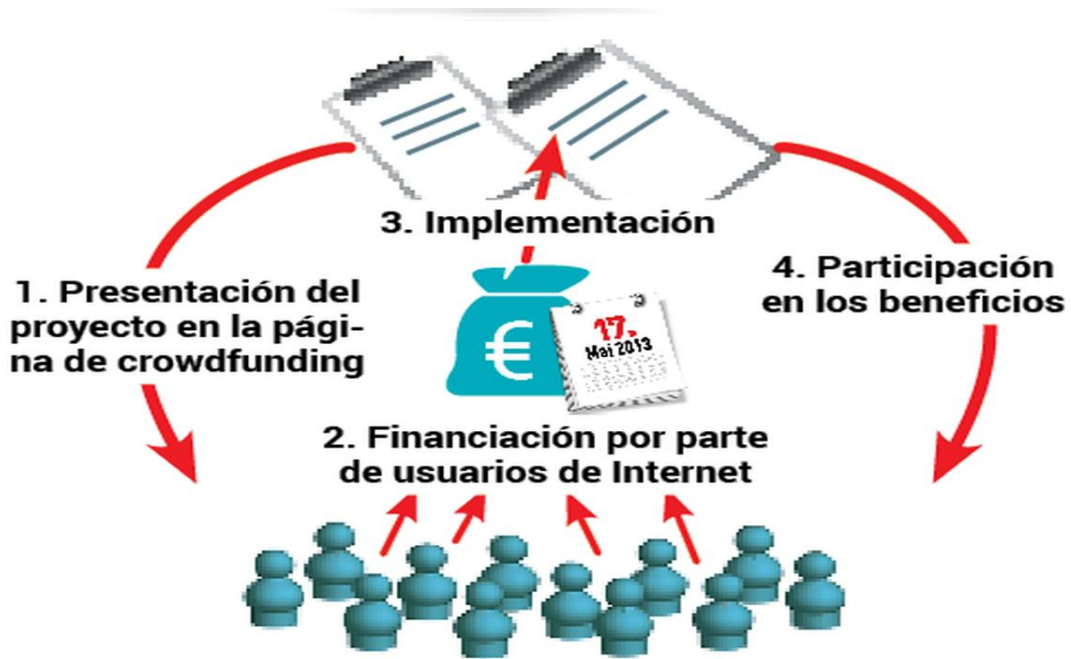 1. Presentación del
proyecto en la pági-
na de crowdfunding
2. Financiación por parte
de usuarios de Internet
3. Implementación
4. Participación
en los beneficios
€
17.
Mai 2013